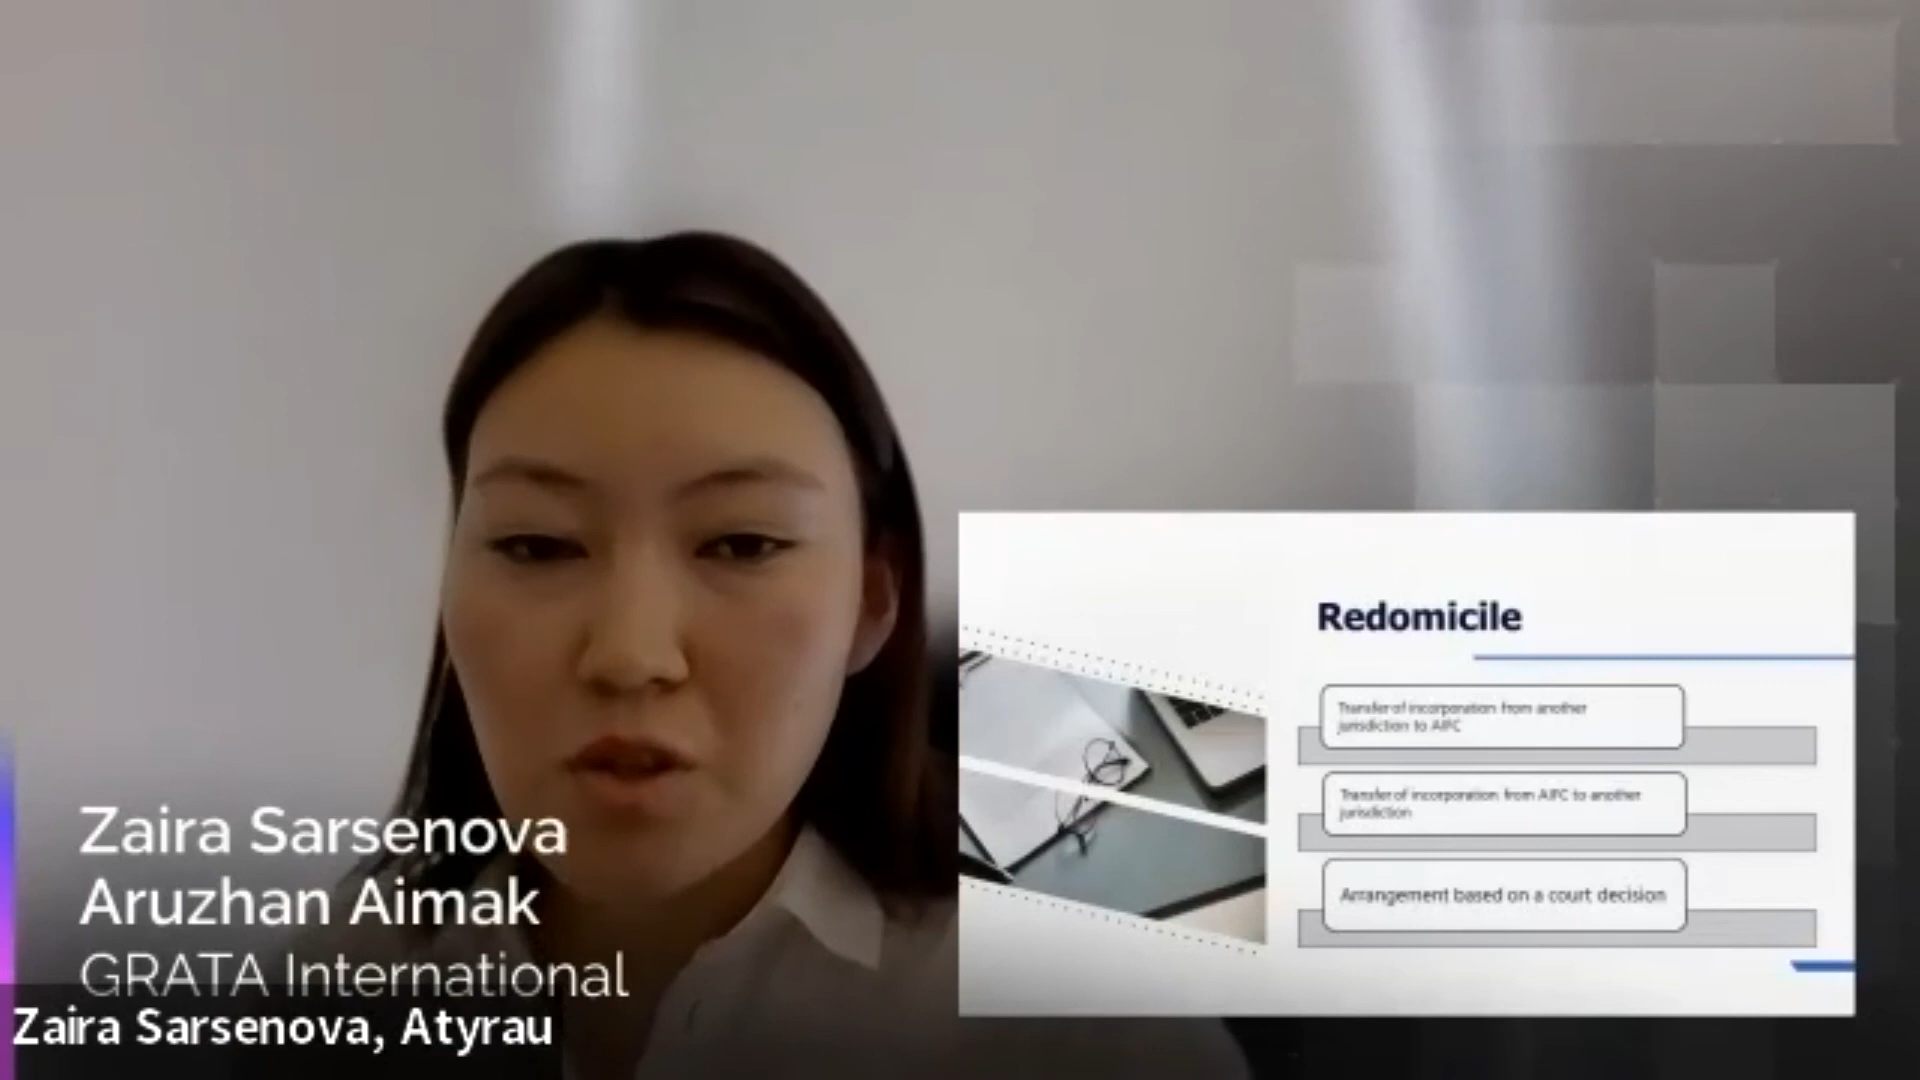 Zaira Sarsenova
Aruzhan Aimak
GRATA International
Zaira Sarsenova, Atyrau
Redomicile
Transfer of incorporation from another
jurisdiction to AIFC
Transfer of incorporation from AIFC to another
jurisdiction
Arrangement based on a court decision